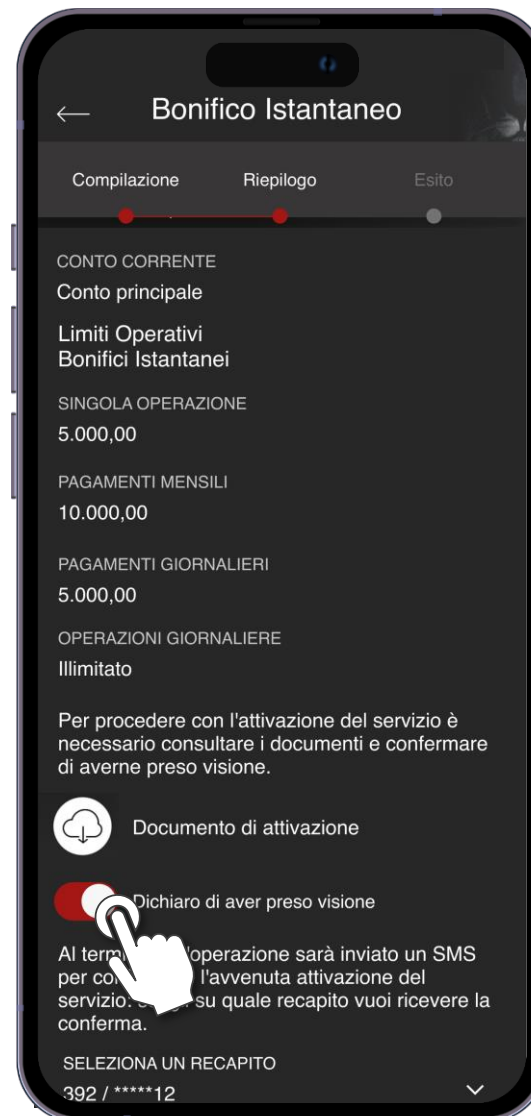 Bonifico Istantaneo
Compilazione Riepilogo Esito
CONTO CORRENTE
Conto principale
Limiti Operativi
Bonifici Istantanei
SINGOLA OPERAZIONE
5.000,00
PAGAMENTI MENSILI
10.000,00
PAGAMENTI GIORNALIERI
5.000,00
OPERAZIONI GIORNALIERE
Illimitato
Per procedere con l'attivazione del servizio è
necessario consultare i documenti e confermare
di averne preso visione.
Documento di attivazione
Dichiaro di aver preso visione
Al operazione sarà inviato un SMS
per l'avvenuta attivazione del
servizio: su quale recapito vuoi ricevere la
conferma.
SELEZIONA UN RECAPITO
392 / *****12